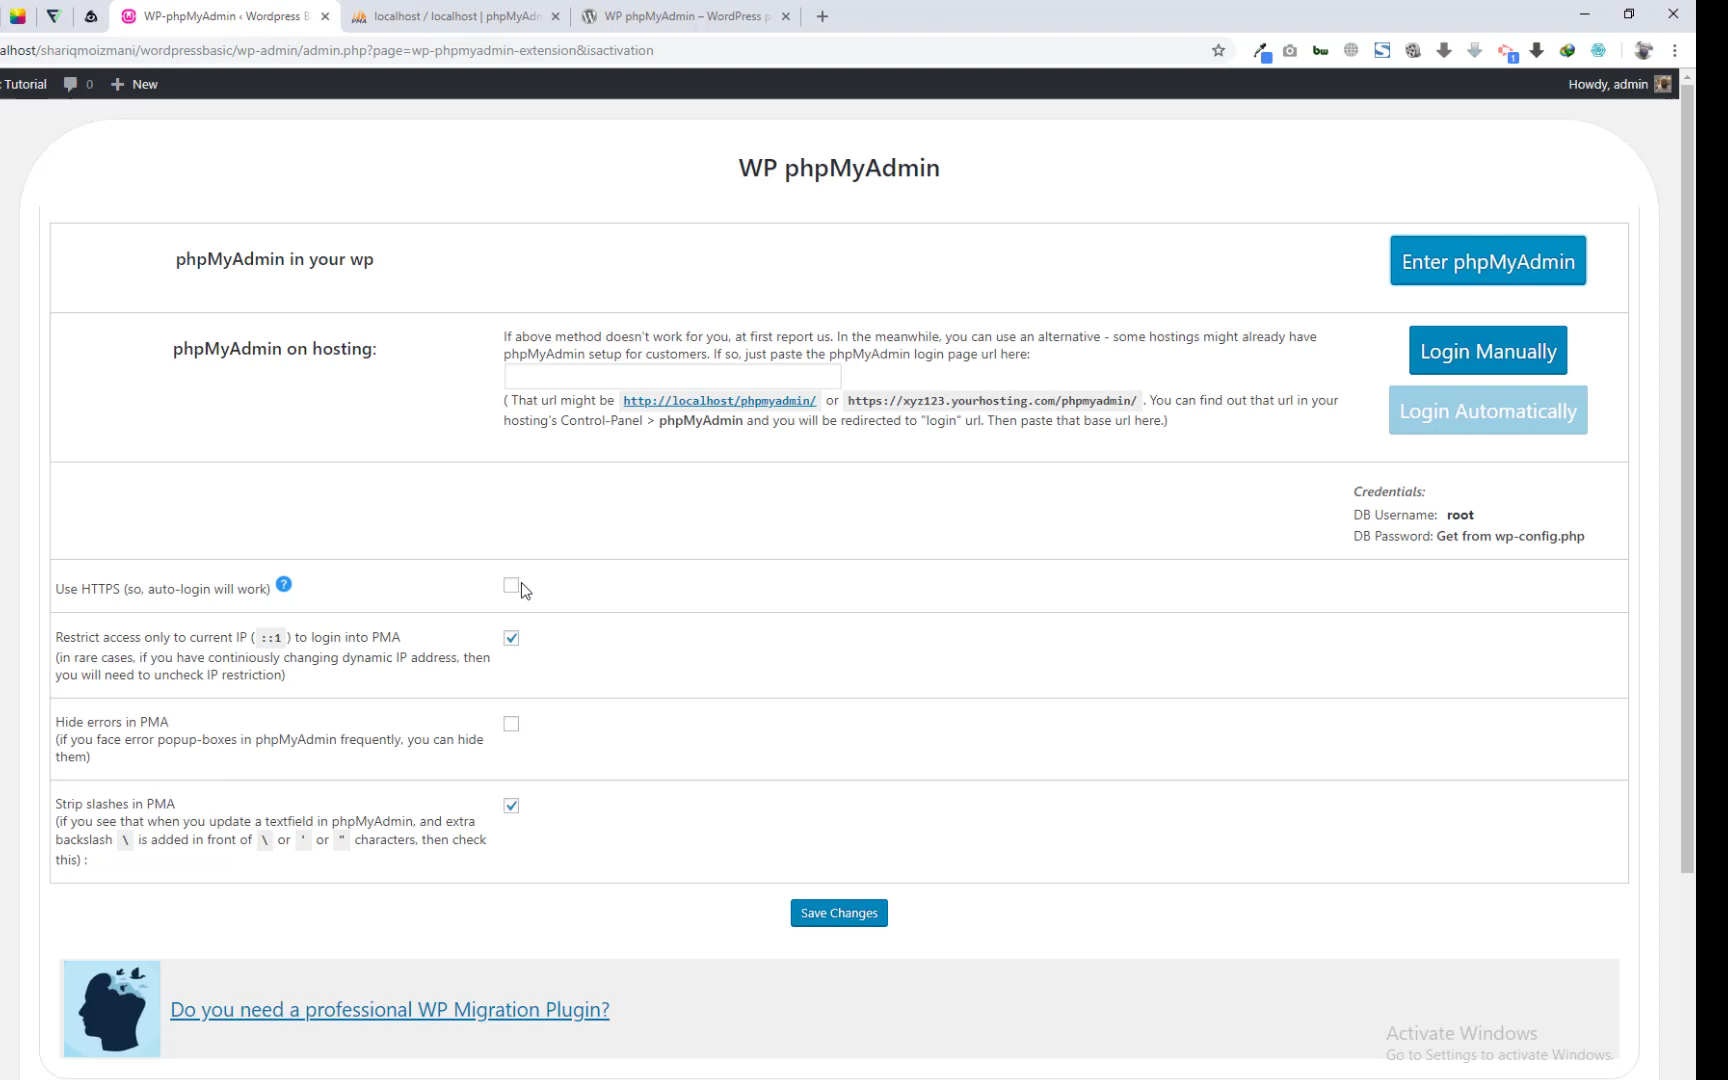 WP-phpMyAdmin ‹ Wordpress B
localhost / localhost | phpMyAdm
WP phpMyAdmin – WordPress p
alhost/shariqmoizmani/wordpressbasic/wp-admin/admin.php?page=wp-phpmyadmin-extension&isactivation
bw
1
: Tutorial
0
New
Howdy, admin
WP phpMyAdmin
phpMyAdmin in your wp
Enter phpMyAdmin
phpMyAdmin on hosting:
If above method doesn't work for you, at first report us. In the meanwhile, you can use an alternative - some hostings might already have
phpMyAdmin setup for customers. If so, just paste the phpMyAdmin login page url here:
( That url might be http://localhost/phpmyadmin/ or https://xyz123.yourhosting.com/phpmyadmin/ . You can find out that url in your
hosting's Control-Panel > phpMyAdmin and you will be redirected to "login" url. Then paste that base url here.)
Login Manually
Login Automatically
Credentials:
DB Username: root
DB Password: Get from wp-config.php
Use HTTPS (so, auto-login will work) ?
Restrict access only to current IP ( ::1 ) to login into PMA
(in rare cases, if you have continiously changing dynamic IP address, then
you will need to uncheck IP restriction)
Hide errors in PMA
(if you face error popup-boxes in phpMyAdmin frequently, you can hide
them)
Strip slashes in PMA
(if you see that when you update a textfield in phpMyAdmin, and extra
backslash \ is added in front of \ or ' or " characters, then check
this) :
Save Changes
Do you need a professional WP Migration Plugin?
Activate Windows
Go to Settings to activate Windows.